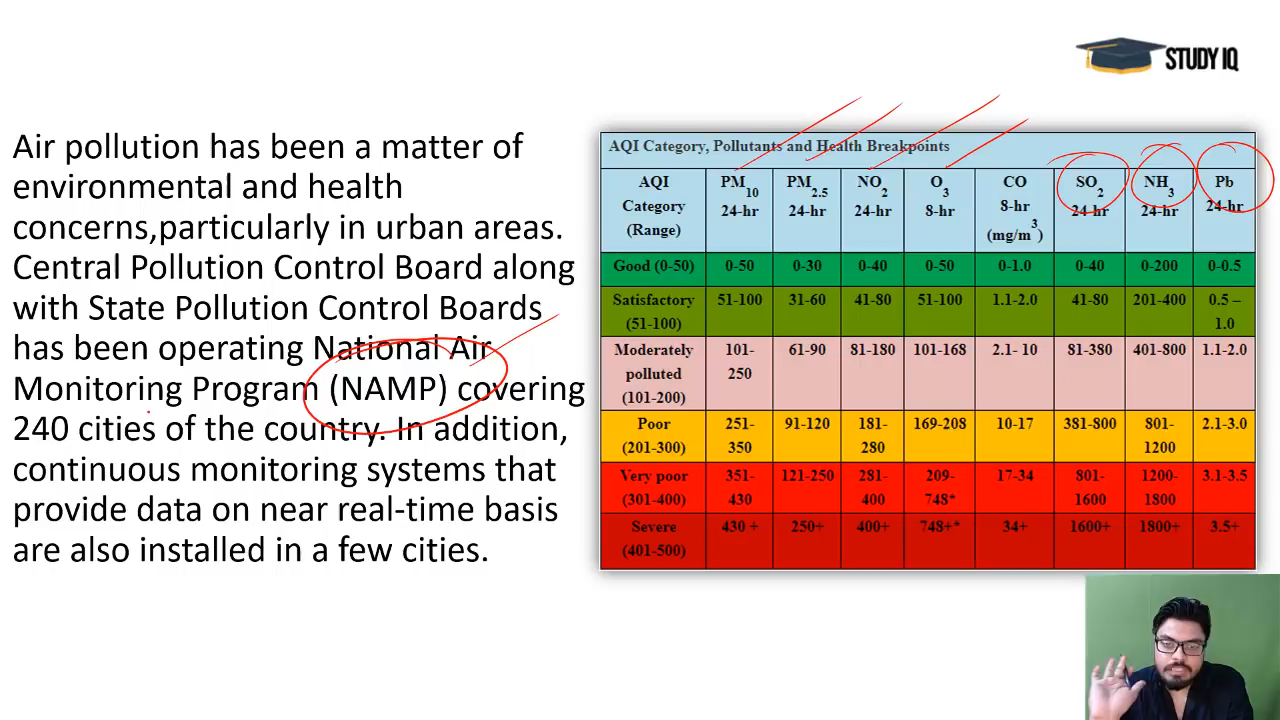 STUDY IQ
Air pollution has been a matter of
environmental and health
concerns,particularly in urban areas.
Central Pollution Control Board along
with State Pollution Control Boards
has been operating National Air
Monitoring Program (NAMP) covering
240 cities of the country. In addition,
continuous monitoring systems that
provide data on near real-time basis
are also installed in a few cities.
AQI Category, Pollutants and Health Breakpoints
AQI Category (Range) PM10 24-hr PM2.5 24-hr NO2 24-hr O3 8-hr CO 8-hr (mg/m3) SO2 24-hr NH3 24-hr Pb 24-hr
Good (0-50) 0-50 0-30 0-40 0-50 0-1.0 0-40 0-200 0-0.5
Satisfactory (51-100) 51-100 31-60 41-80 51-100 1.1-2.0 41-80 201-400 0.5 – 1.0
Moderately polluted (101-200) 101-250 61-90 81-180 101-168 2.1- 10 81-380 401-800 1.1-2.0
Poor (201-300) 251-350 91-120 181-280 169-208 10-17 381-800 801-1200 2.1-3.0
Very poor (301-400) 351-430 121-250 281-400 209-748* 17-34 801-1600 1200-1800 3.1-3.5
Severe (401-500) 430 + 250+ 400+ 748+* 34+ 1600+ 1800+ 3.5+